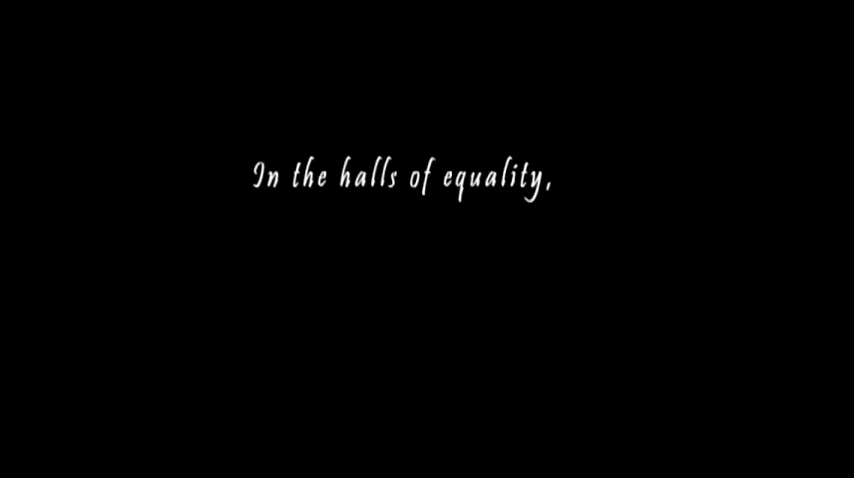 In the halls of equality,